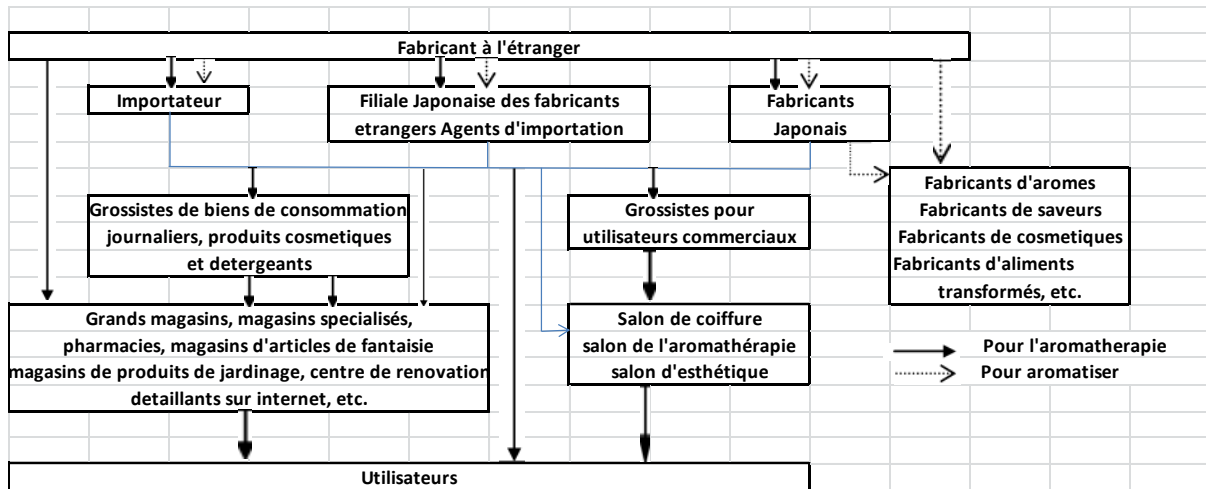 Fabricant à l'étranger
Importateur
Filiale Japonaise des fabricants
etrangers Agents d'importation
Fabricants
Japonais
Fabricants d'aromes
Fabricants de saveurs
Fabricants de cosmetiques
Fabricants d'aliments
transformés, etc.
Grossistes de biens de consommation
journaliers, produits cosmetiques
et detergeants
Grossistes pour
utilisateurs commerciaux
Grands magasins, magasins specialisés,
pharmacies, magasins d'articles de fantaisie
magasins de produits de jardinage, centre de renovation
detaillants sur internet, etc.
Salon de coiffure
salon de l'aromathérapie
salon d'esthétique
Pour l'aromatherapie
Pour aromatiser
Utilisateurs